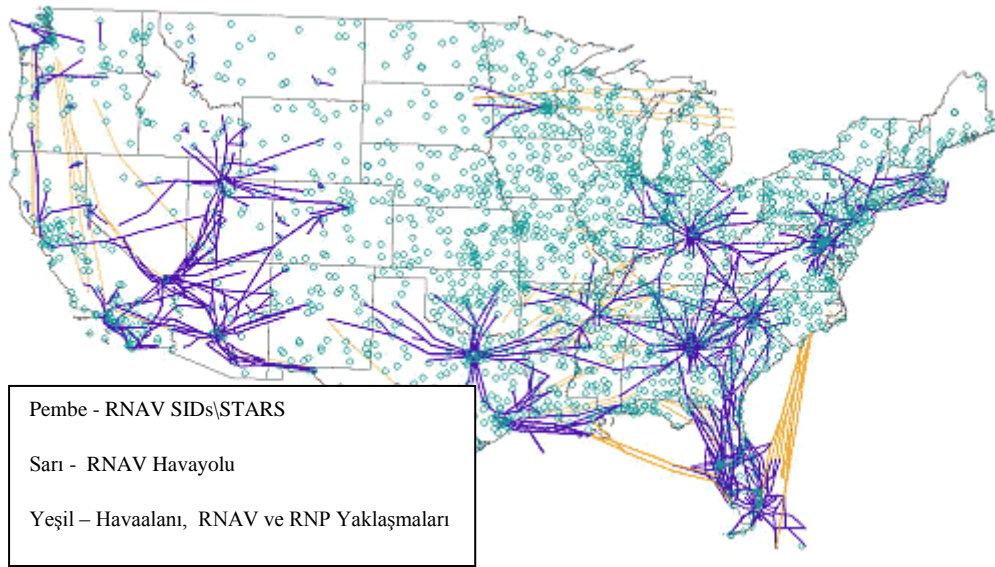 Pembe - RNAV SIDs\STARS
Sarı - RNAV Havayolu
Yeşil – Havaalanı, RNAV ve RNP Yaklaşmaları